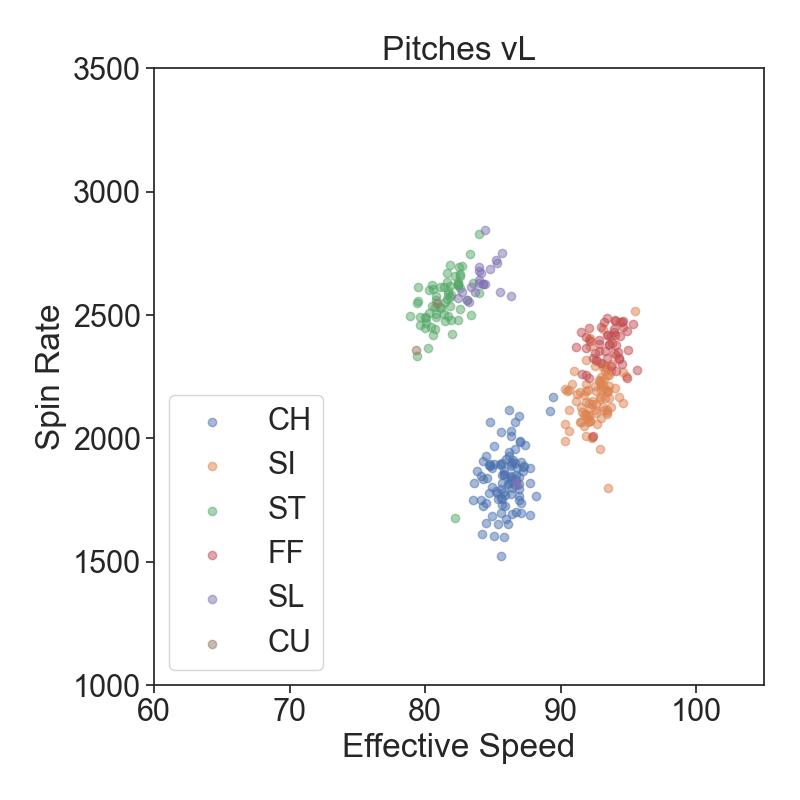 Pitches vL
3500
3000
2500
2000
1500
1000
Spin Rate
CH
SI
ST
FF
SL
CU
60 70 80 90 100
Effective Speed